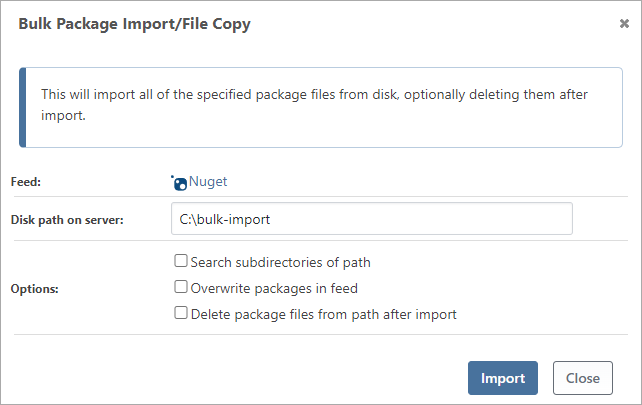 Bulk Package Import/File Copy
This will import all of the specified package files from disk, optionally deleting them after
import.
Feed: Nuget
Disk path on server: C:\bulk-import
Search subdirectories of path
Options: Overwrite packages in feed
Delete package files from path after import
Import Close